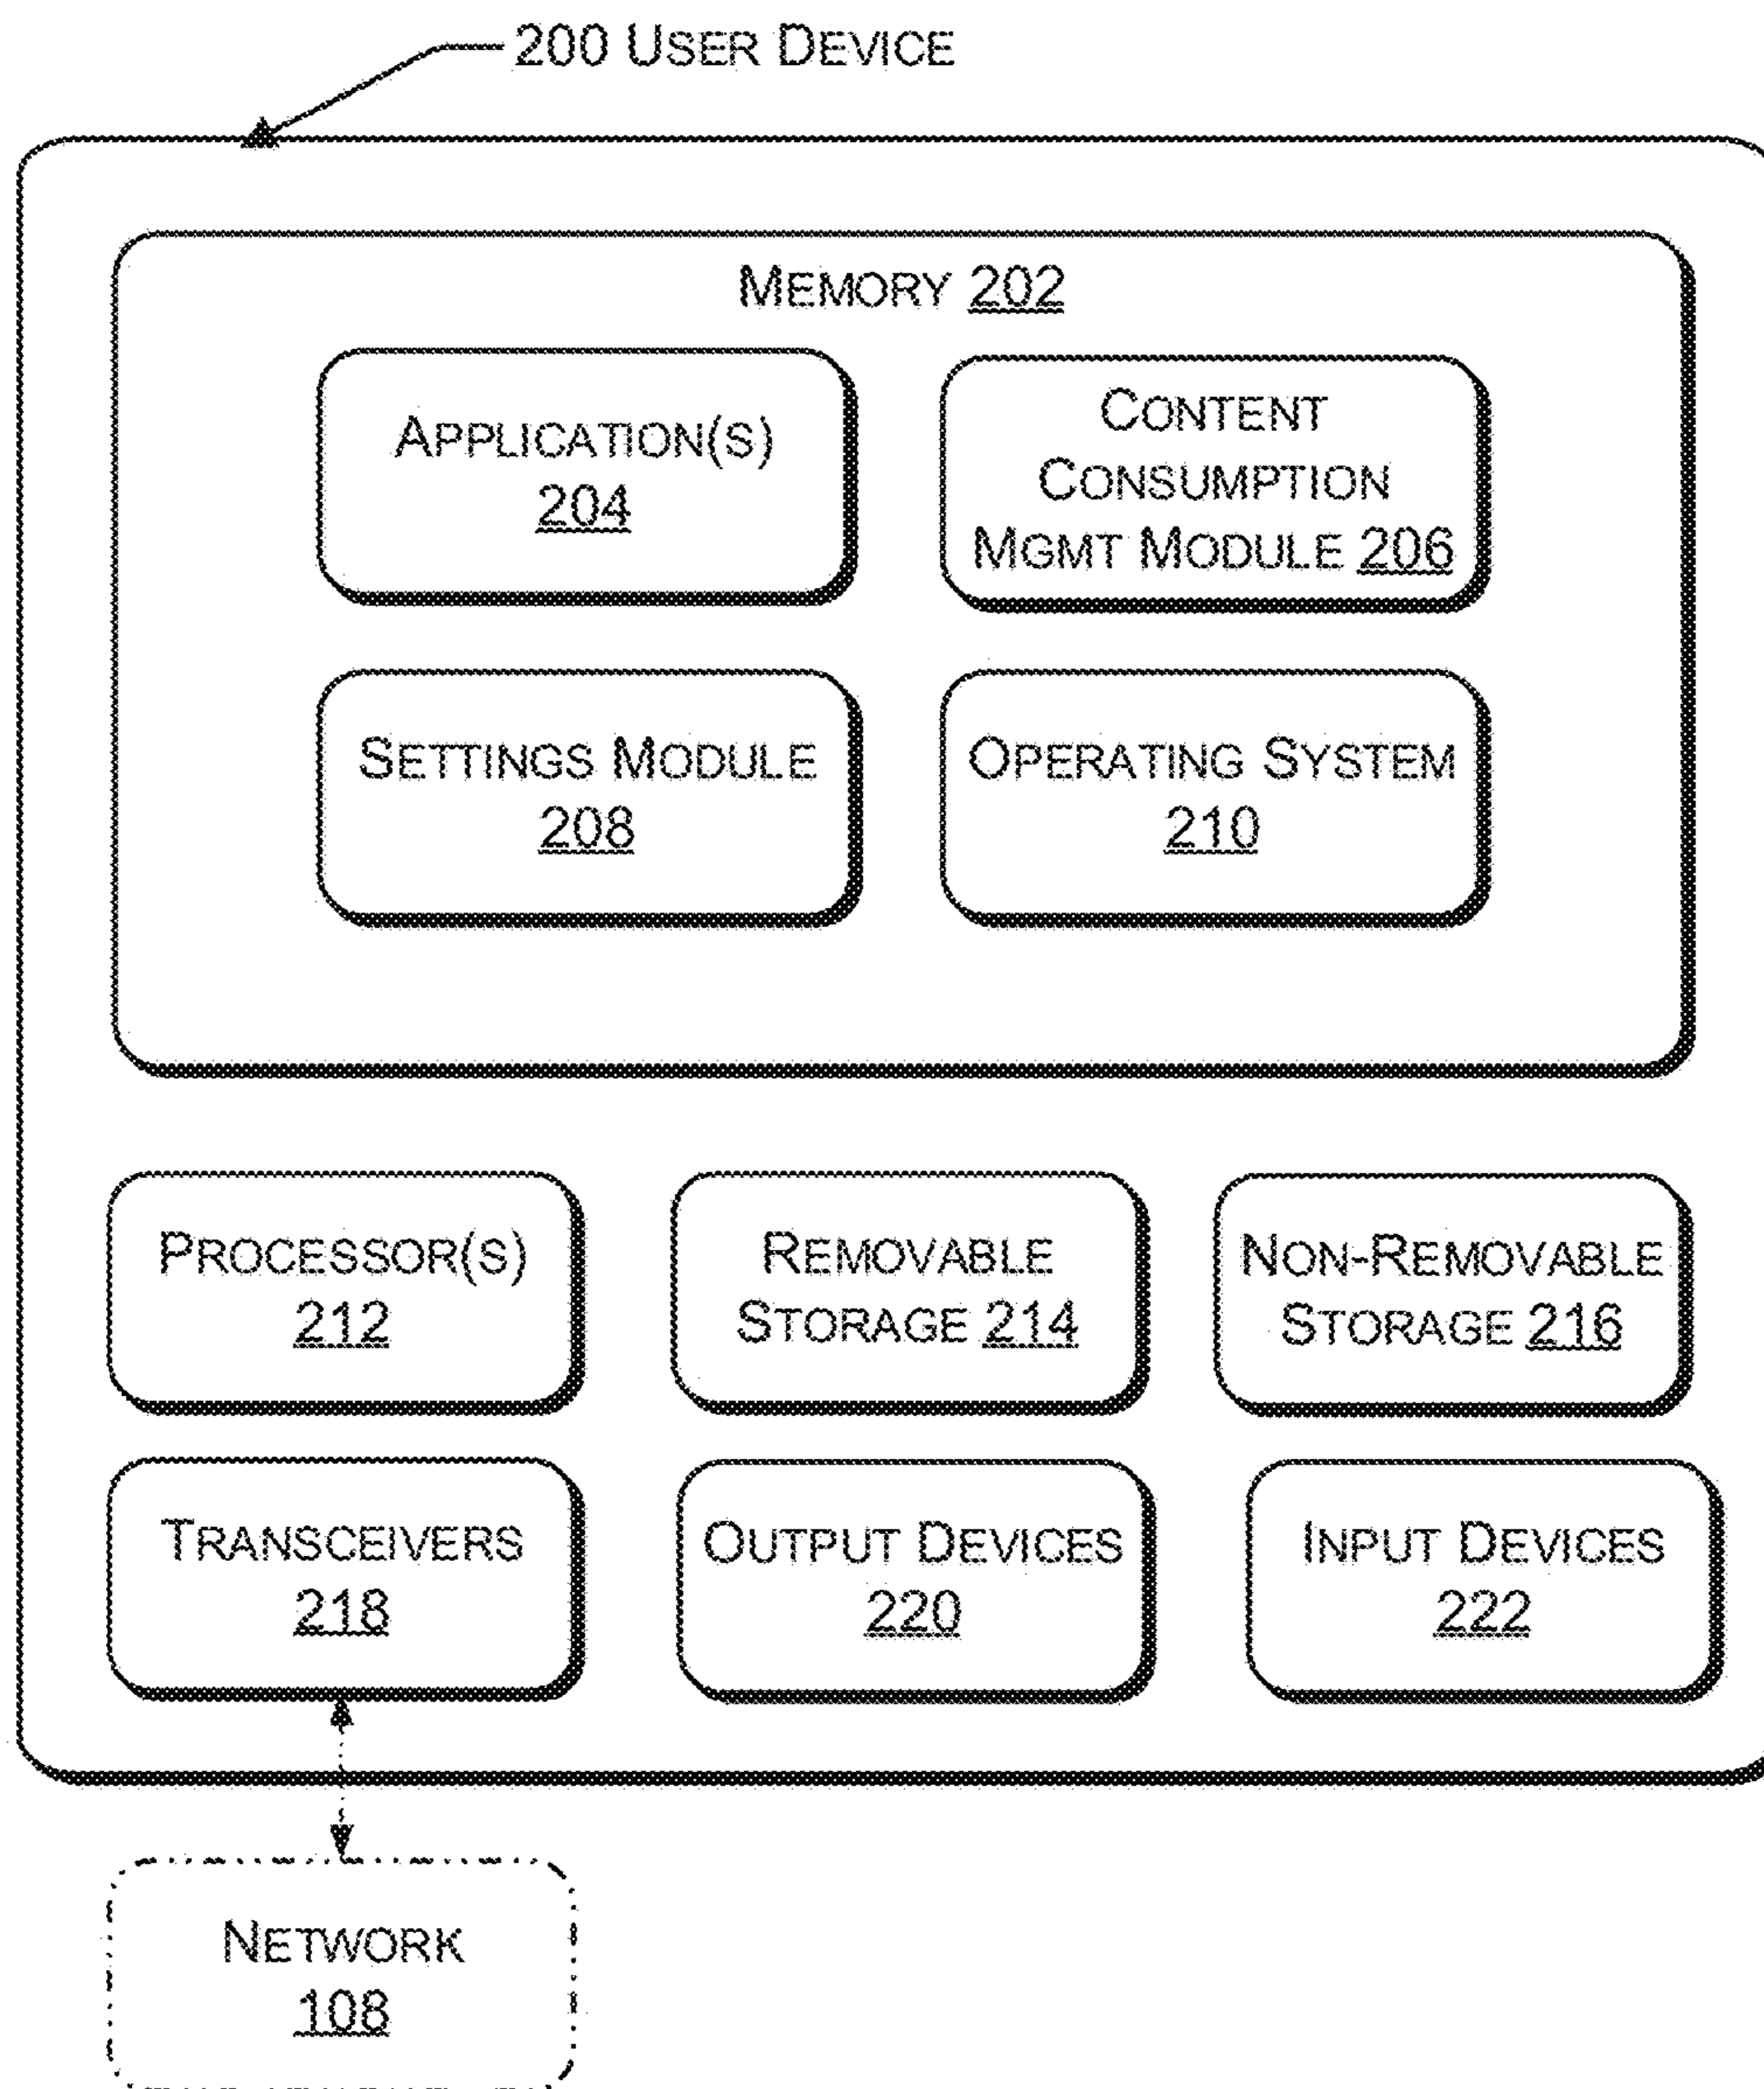 200 USER DEVICE
MEMORY 202
APPLICATION(S)
204
CONTENT
CONSUMPTION
MGMT MODULE 206
SETTINGS MODULE
208
OPERATING SYSTEM
210
PROCESSOR(S)
212
REMOVABLE
STORAGE 214
NON-REMOVABLE
STORAGE 216
TRANSCEIVERS
218
OUTPUT DEVICES
220
INPUT DEVICES
222
NETWORK
108